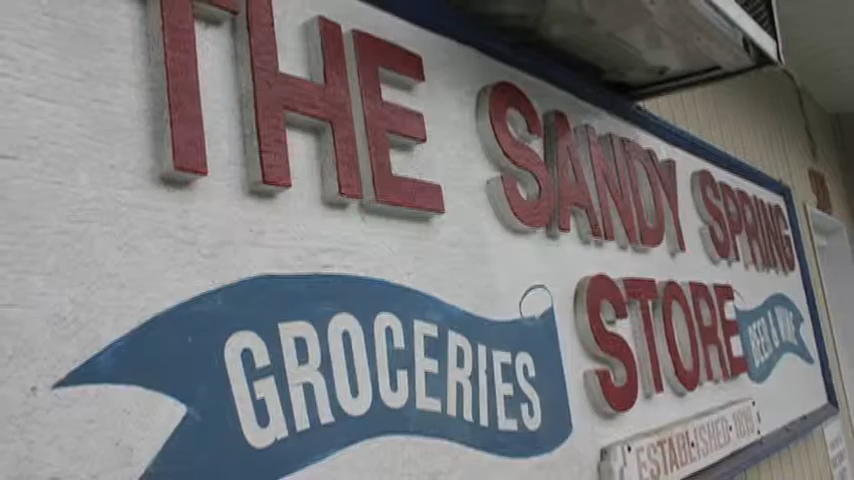 THE SANDY SPRING
STORE
GROCERIES
BEER & WINE
ESTABLISHED